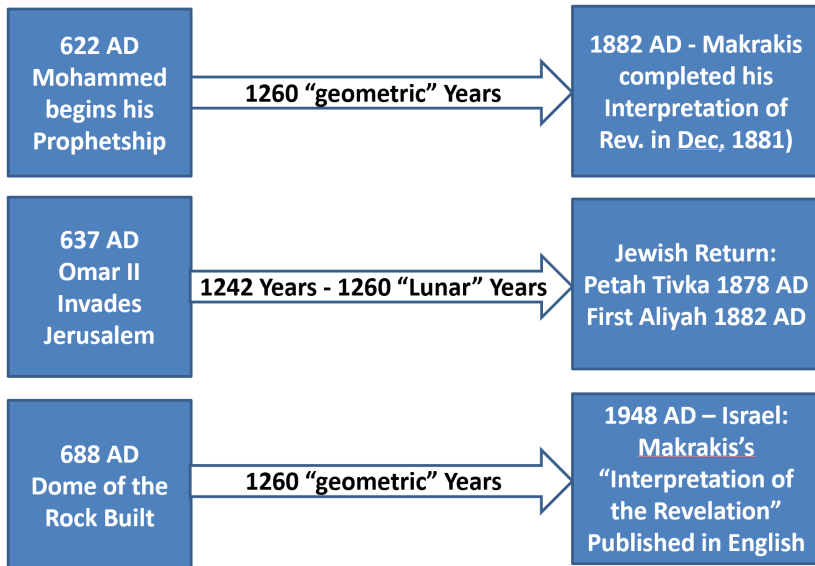 622 AD
Mohammed
begins his
Prophetship
1260 “geometric” Years
1882 AD - Makrakis
completed his
Interpretation of
Rev. in Dec, 1881)
637 AD
Omar II
Invades
Jerusalem
1242 Years - 1260 “Lunar” Years
Jewish Return:
Petah Tivka 1878 AD
First Aliyah 1882 AD
688 AD
Dome of the
Rock Built
1260 “geometric” Years
1948 AD – Israel:
Makrakis’s
“Interpretation of
the Revelation”
Published in English